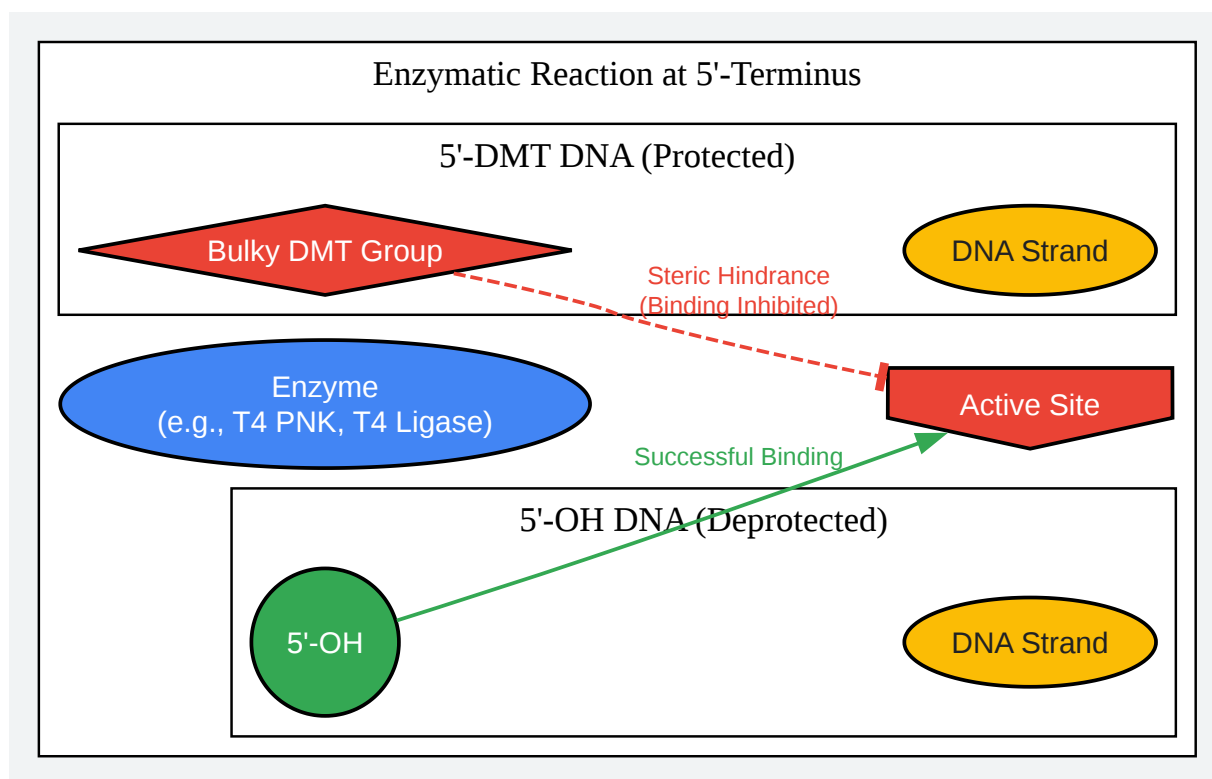 Enzymatic Reaction at 5'-Terminus
5'-DMT DNA (Protected)
Bulky DMT Group
DNA Strand
Steric Hindrance
(Binding Inhibited)
Enzyme
(e.g., T4 PNK, T4 Ligase)
Active Site
Successful Binding
5'-OH DNA (Deprotected)
5'-OH
DNA Strand